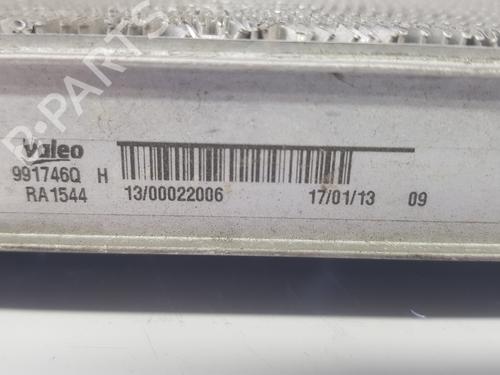 B-PARTS
Valeo
991746Q H
RA1544 13/00022006 17/01/13 09